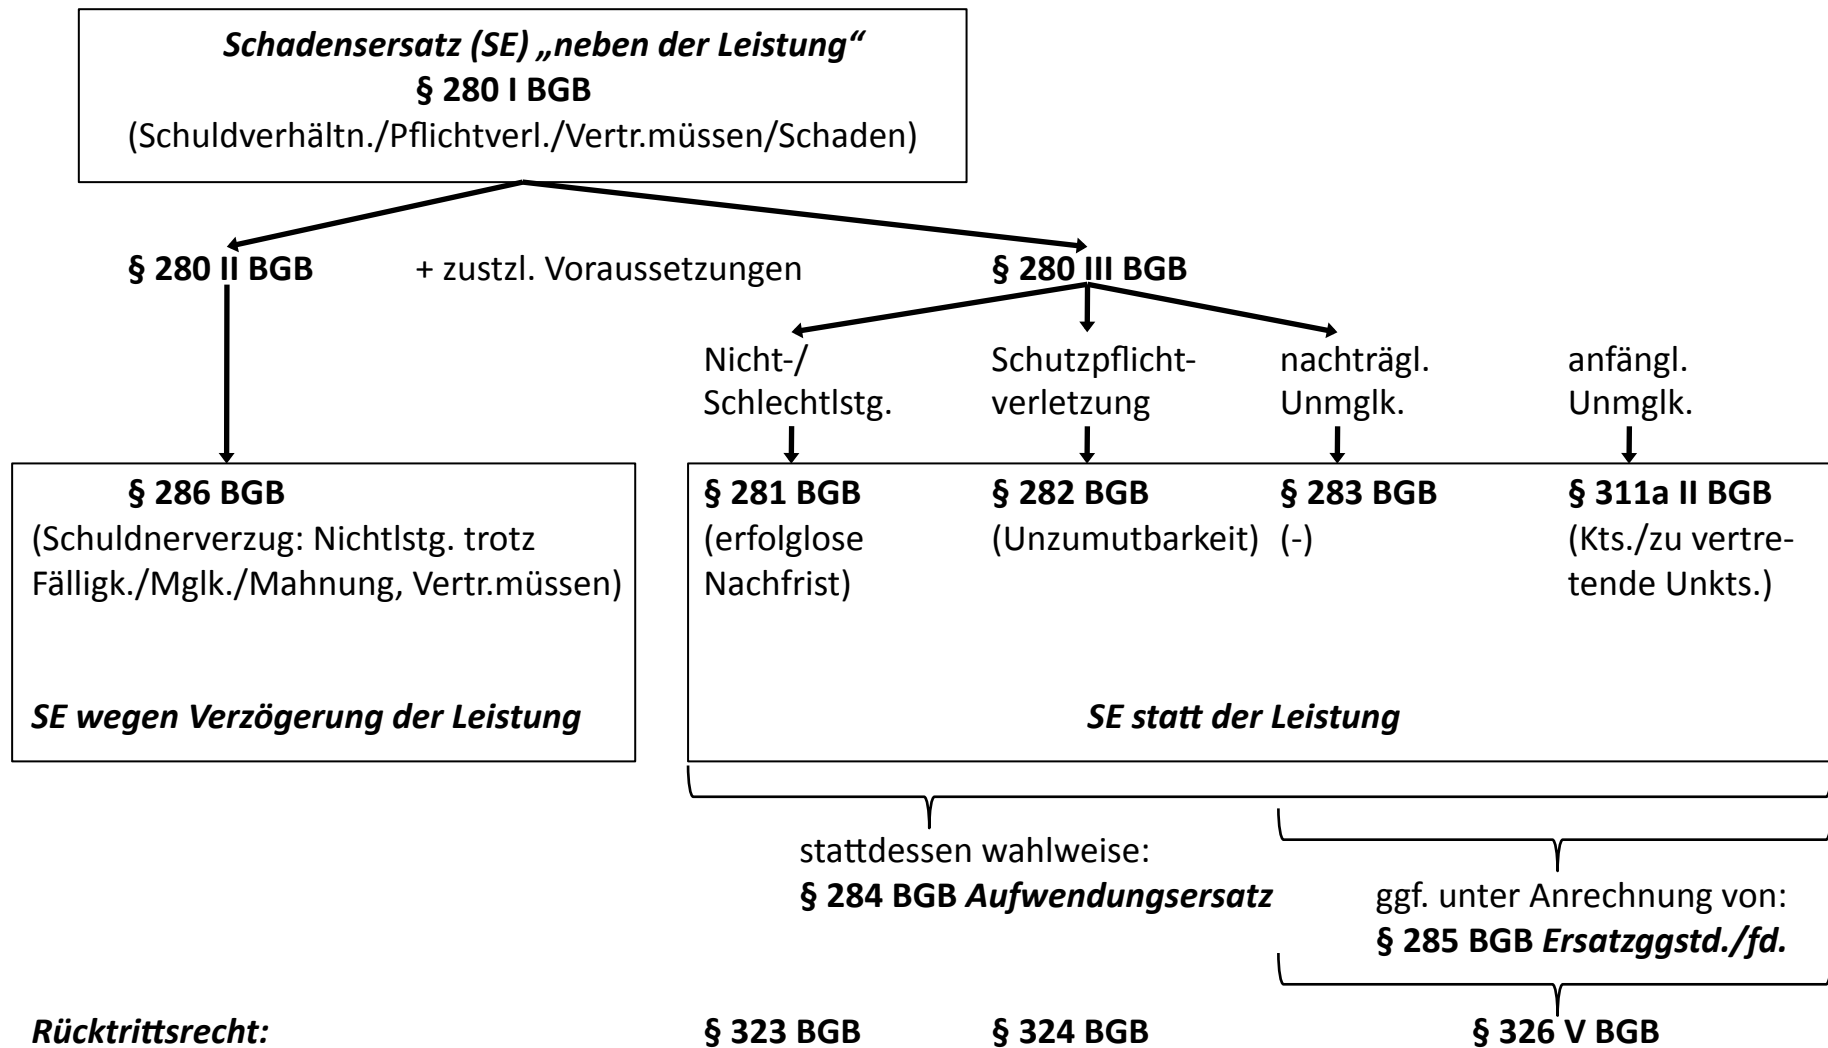 Schadensersatz (SE) „neben der Leistung“
§ 280 I BGB
(Schuldverhältn./Pflichtverl./Vertr.müssen/Schaden)
§ 280 II BGB
+ zustzl. Voraussetzungen
§ 280 III BGB
Nicht-/
Schlechtlstg.
Schutzpflicht-
verletzung
nachträgl.
Unmglk.
anfängl.
Unmglk.
§ 286 BGB
(Schuldnerverzug: Nichtlstg. trotz
Fälligk./Mglk./Mahnung, Vertr.müssen)
SE wegen Verzögerung der Leistung
§ 281 BGB
(erfolglose
Nachfrist)
§ 282 BGB
(Unzumutbarkeit)
§ 283 BGB
(-)
§ 311a II BGB
(Kts./zu vertre-
tende Unkts.)
SE statt der Leistung
stattdessen wahlweise:
§ 284 BGB Aufwendungsersatz
ggf. unter Anrechnung von:
§ 285 BGB Ersatzggstd./fd.
Rücktrittsrecht:
§ 323 BGB
§ 324 BGB
§ 326 V BGB